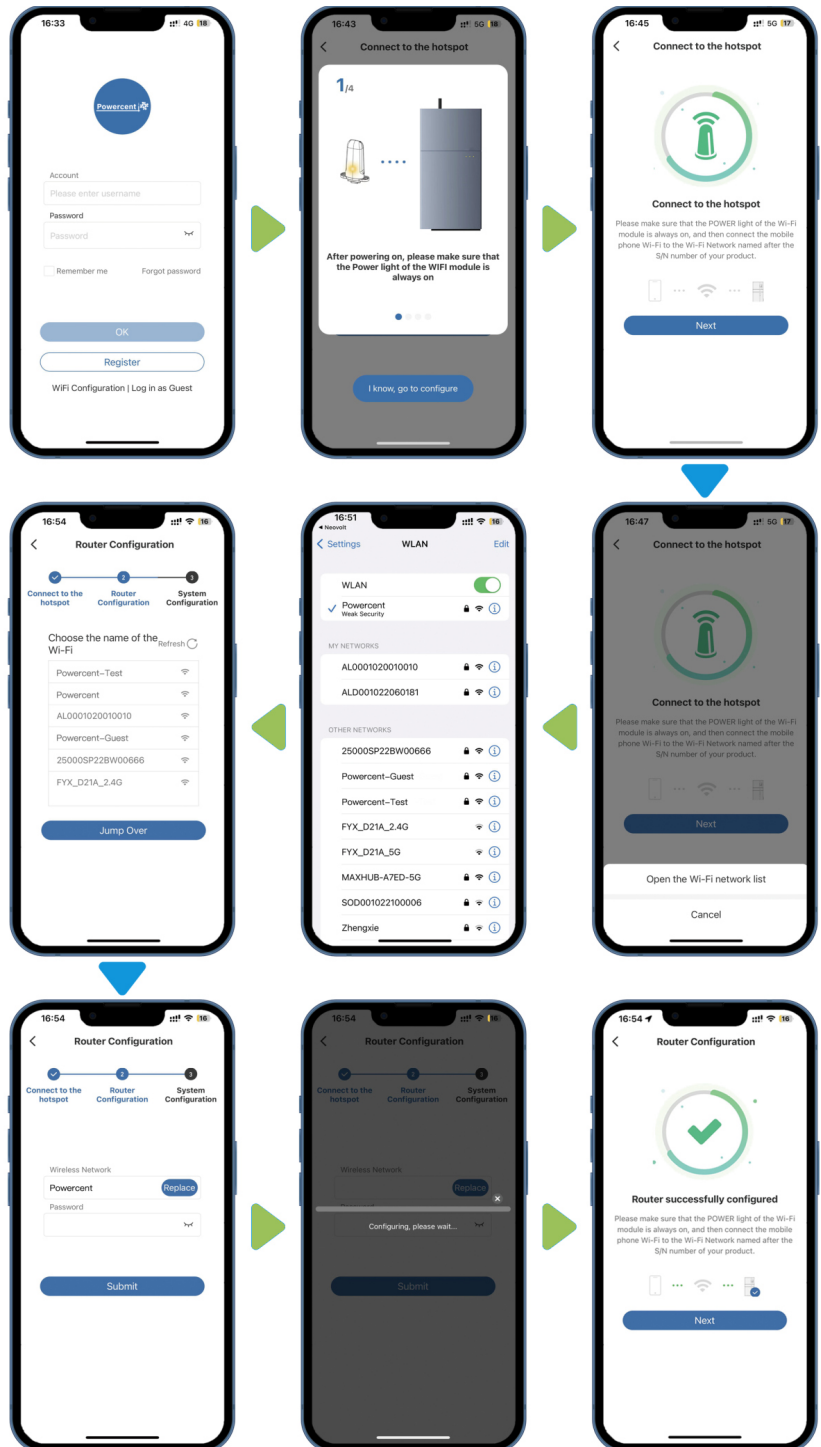 16:33
4G 18
Powercent
Account
Please enter username
Password
Password
Remember me
Forgot password
OK
Register
WiFi Configuration | Log in as Guest
16:43
5G 18
Connect to the hotspot
1/4
After powering on, please make sure that
the Power light of the WIFI module is
always on
I know, go to configure
16:45
5G 17
Connect to the hotspot
Connect to the hotspot
Please make sure that the POWER light of the Wi-Fi
module is always on, and then connect the mobile
phone Wi-Fi to the Wi-Fi Network named after the
S/N number of your product.
Next
16:47
5G 17
Connect to the hotspot
Connect to the hotspot
Please make sure that the POWER light of the Wi-Fi
module is always on, and then connect the mobile
phone Wi-Fi to the Wi-Fi Network named after the
S/N number of your product.
Next
Open the Wi-Fi network list
Cancel
16:51
16
Neovolt
Settings
WLAN
Edit
WLAN
Powercent
Weak Security
MY NETWORKS
AL0001020010010
ALD001022060181
OTHER NETWORKS
25000SP22BW00666
Powercent-Guest
Powercent-Test
FYX_D21A_2.4G
FYX_D21A_5G
MAXHUB-A7ED-5G
SOD001022100006
Zhengxie
16:54
16
Router Configuration
2
3
Connect to the
hotspot
Router
Configuration
System
Configuration
Choose the name of the
Wi-Fi
Refresh
Powercent-Test
Powercent
AL0001020010010
Powercent-Guest
25000SP22BW00666
FYX_D21A_2.4G
Jump Over
16:54
16
Router Configuration
2
3
Connect to the
hotspot
Router
Configuration
System
Configuration
Wireless Network
Powercent
Replace
Password
Submit
16:54
16
Router Configuration
2
3
Connect to the
hotspot
Router
Configuration
System
Configuration
Wireless Network
Replace
Configuring, please wait...
Submit
16:54
16
Router Configuration
Router successfully configured
Please make sure that the POWER light of the Wi-Fi
module is always on, and then connect the mobile
phone Wi-Fi to the Wi-Fi Network named after the
S/N number of your product.
Next